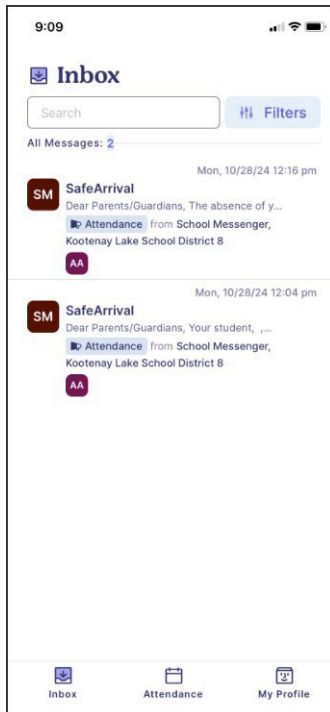 9:09
Inbox
Search
Filters
All Messages: 2
Mon, 10/28/24 12:16 pm
SM
SafeArrival
Dear Parents/Guardians, The absence of y...
Attendance from School Messenger,
Kootenay Lake School District 8
AA
Mon, 10/28/24 12:04 pm
SM
SafeArrival
Dear Parents/Guardians, Your student, ,...
Attendance from School Messenger,
Kootenay Lake School District 8
AA
Inbox
Attendance
My Profile